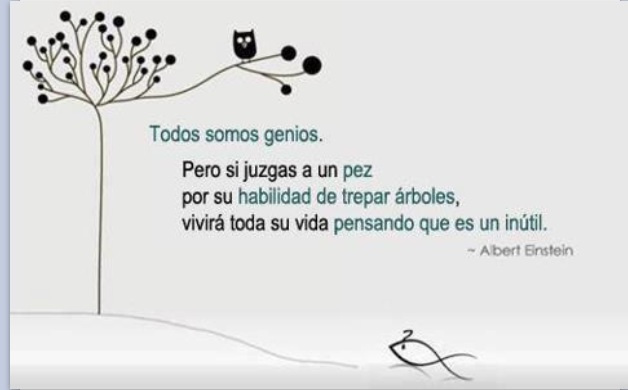 Todos somos genios.
Pero si juzgas a un pez
por su habilidad de trepar árboles,
vivirá toda su vida pensando que es un inútil.
~ Albert Einstein